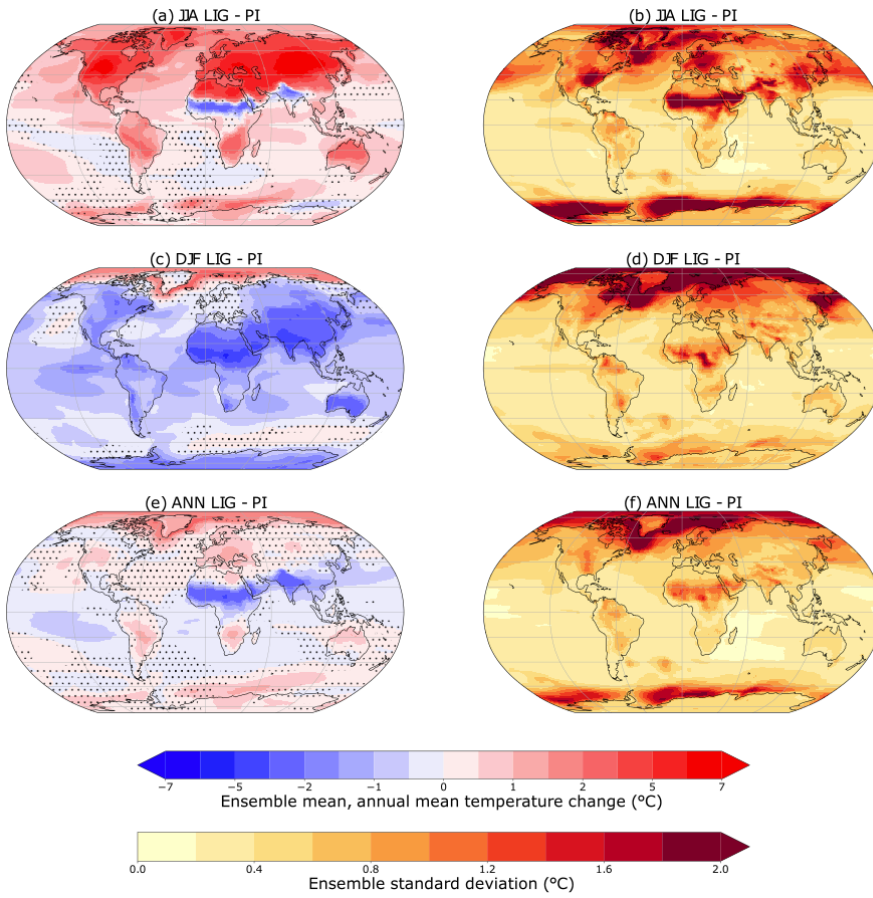 (a) JJA LIG - PI
(b) JJA LIG - PI
(c) DJF LIG - PI
(d) DJF LIG - PI
(e) ANN LIG - PI
(f) ANN LIG - PI
−7 −5 −2 −1 0 1 2 5 7
Ensemble mean, annual mean temperature change (°C)
0.0 0.4 0.8 1.2 1.6 2.0
Ensemble standard deviation (°C)